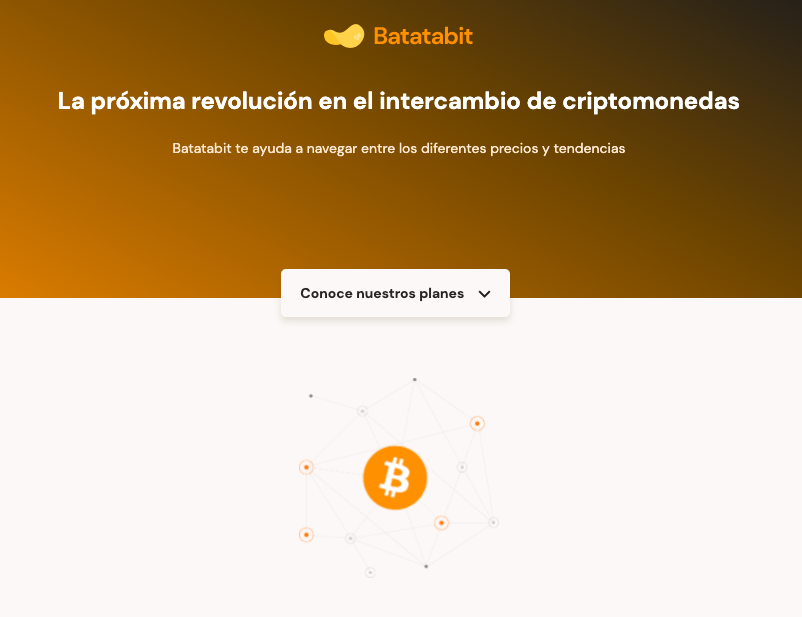 Batatabit
La próxima revolución en el intercambio de criptomonedas
Batatabit te ayuda a navegar entre los diferentes precios y tendencias
Conoce nuestros planes